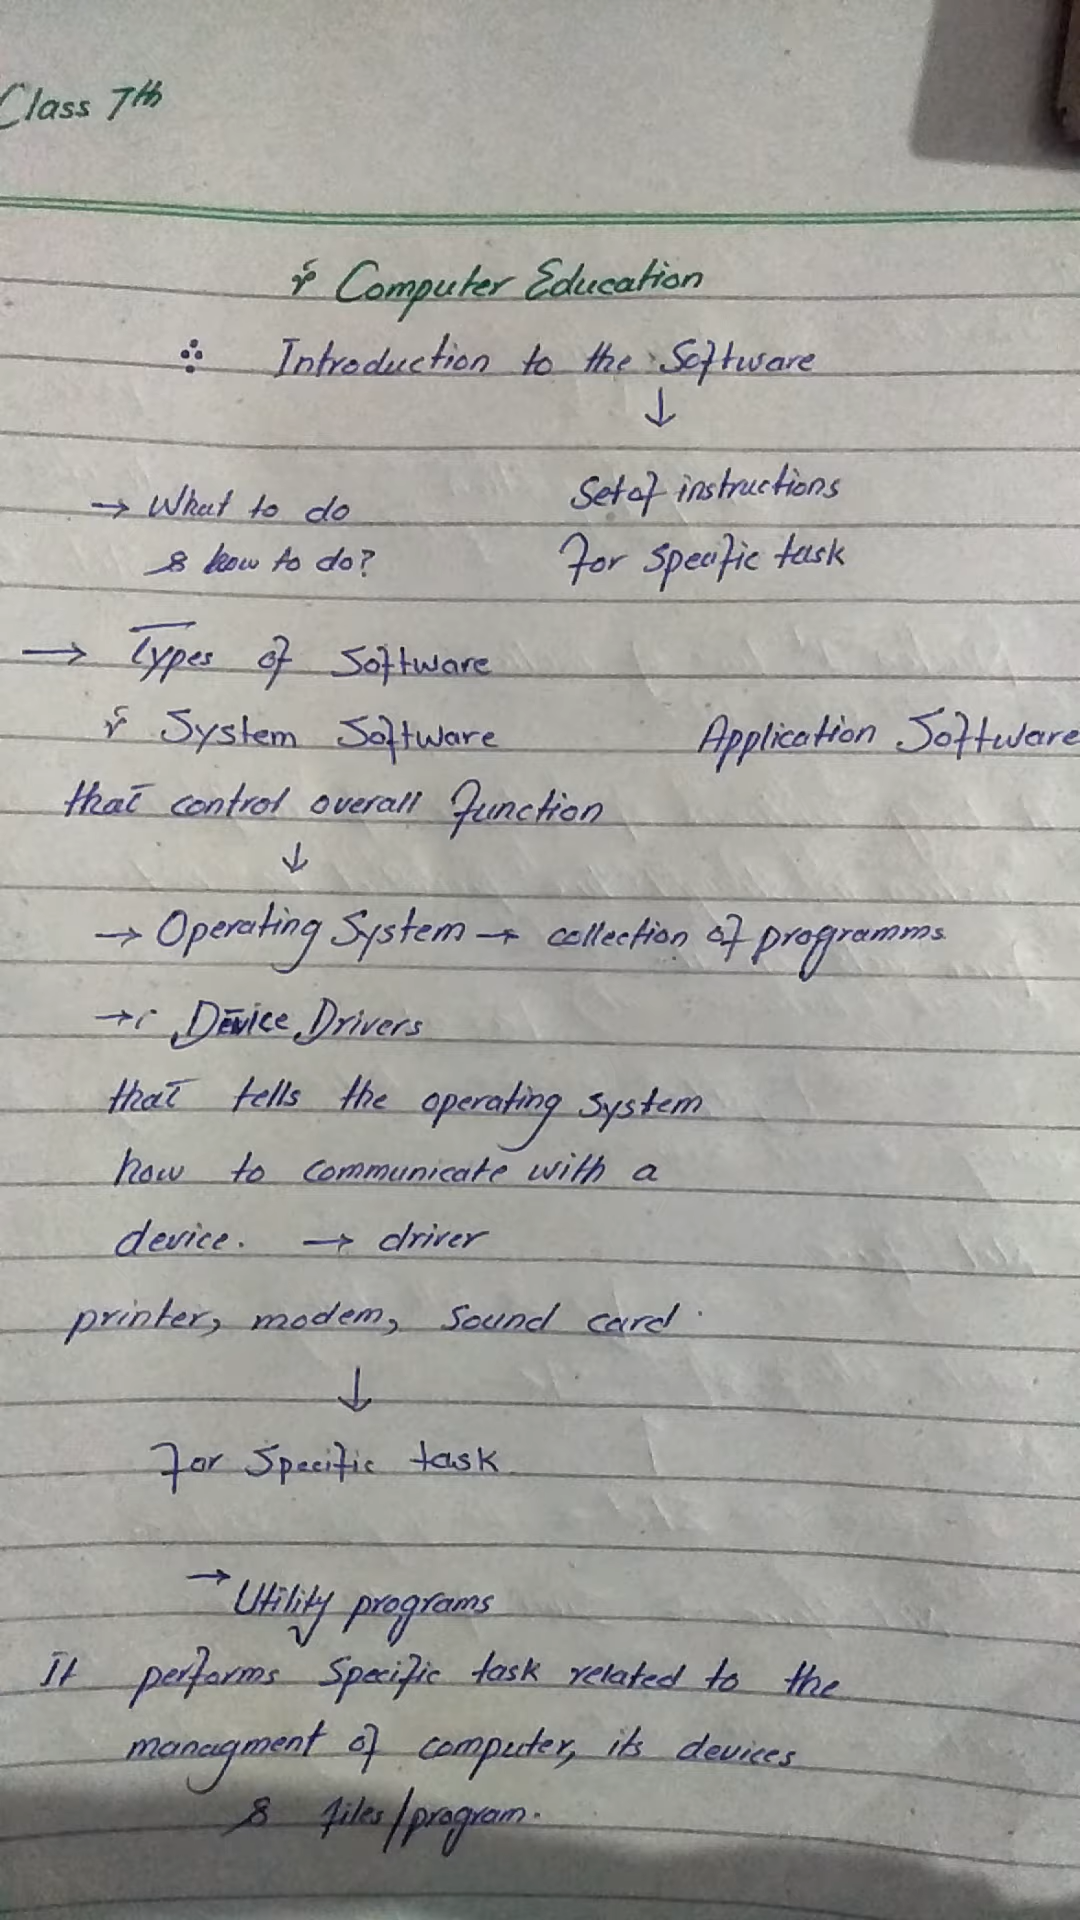 Class 7th
Computer Education
Introduction to the Software
↓
→ What to do
& how to do?
Set of instructions
For specific task
→ Types of Software
System Software
Application Software
that control overall function
↓
→ Operating System → collection of programms.
→ Device Drivers
that tells the operating system
how to communicate with a
device. → driver
printer, modem, sound card.
↓
For specific task
→ Utility programs
It performs specific task related to the
managment of computer, its devices
& files/program.